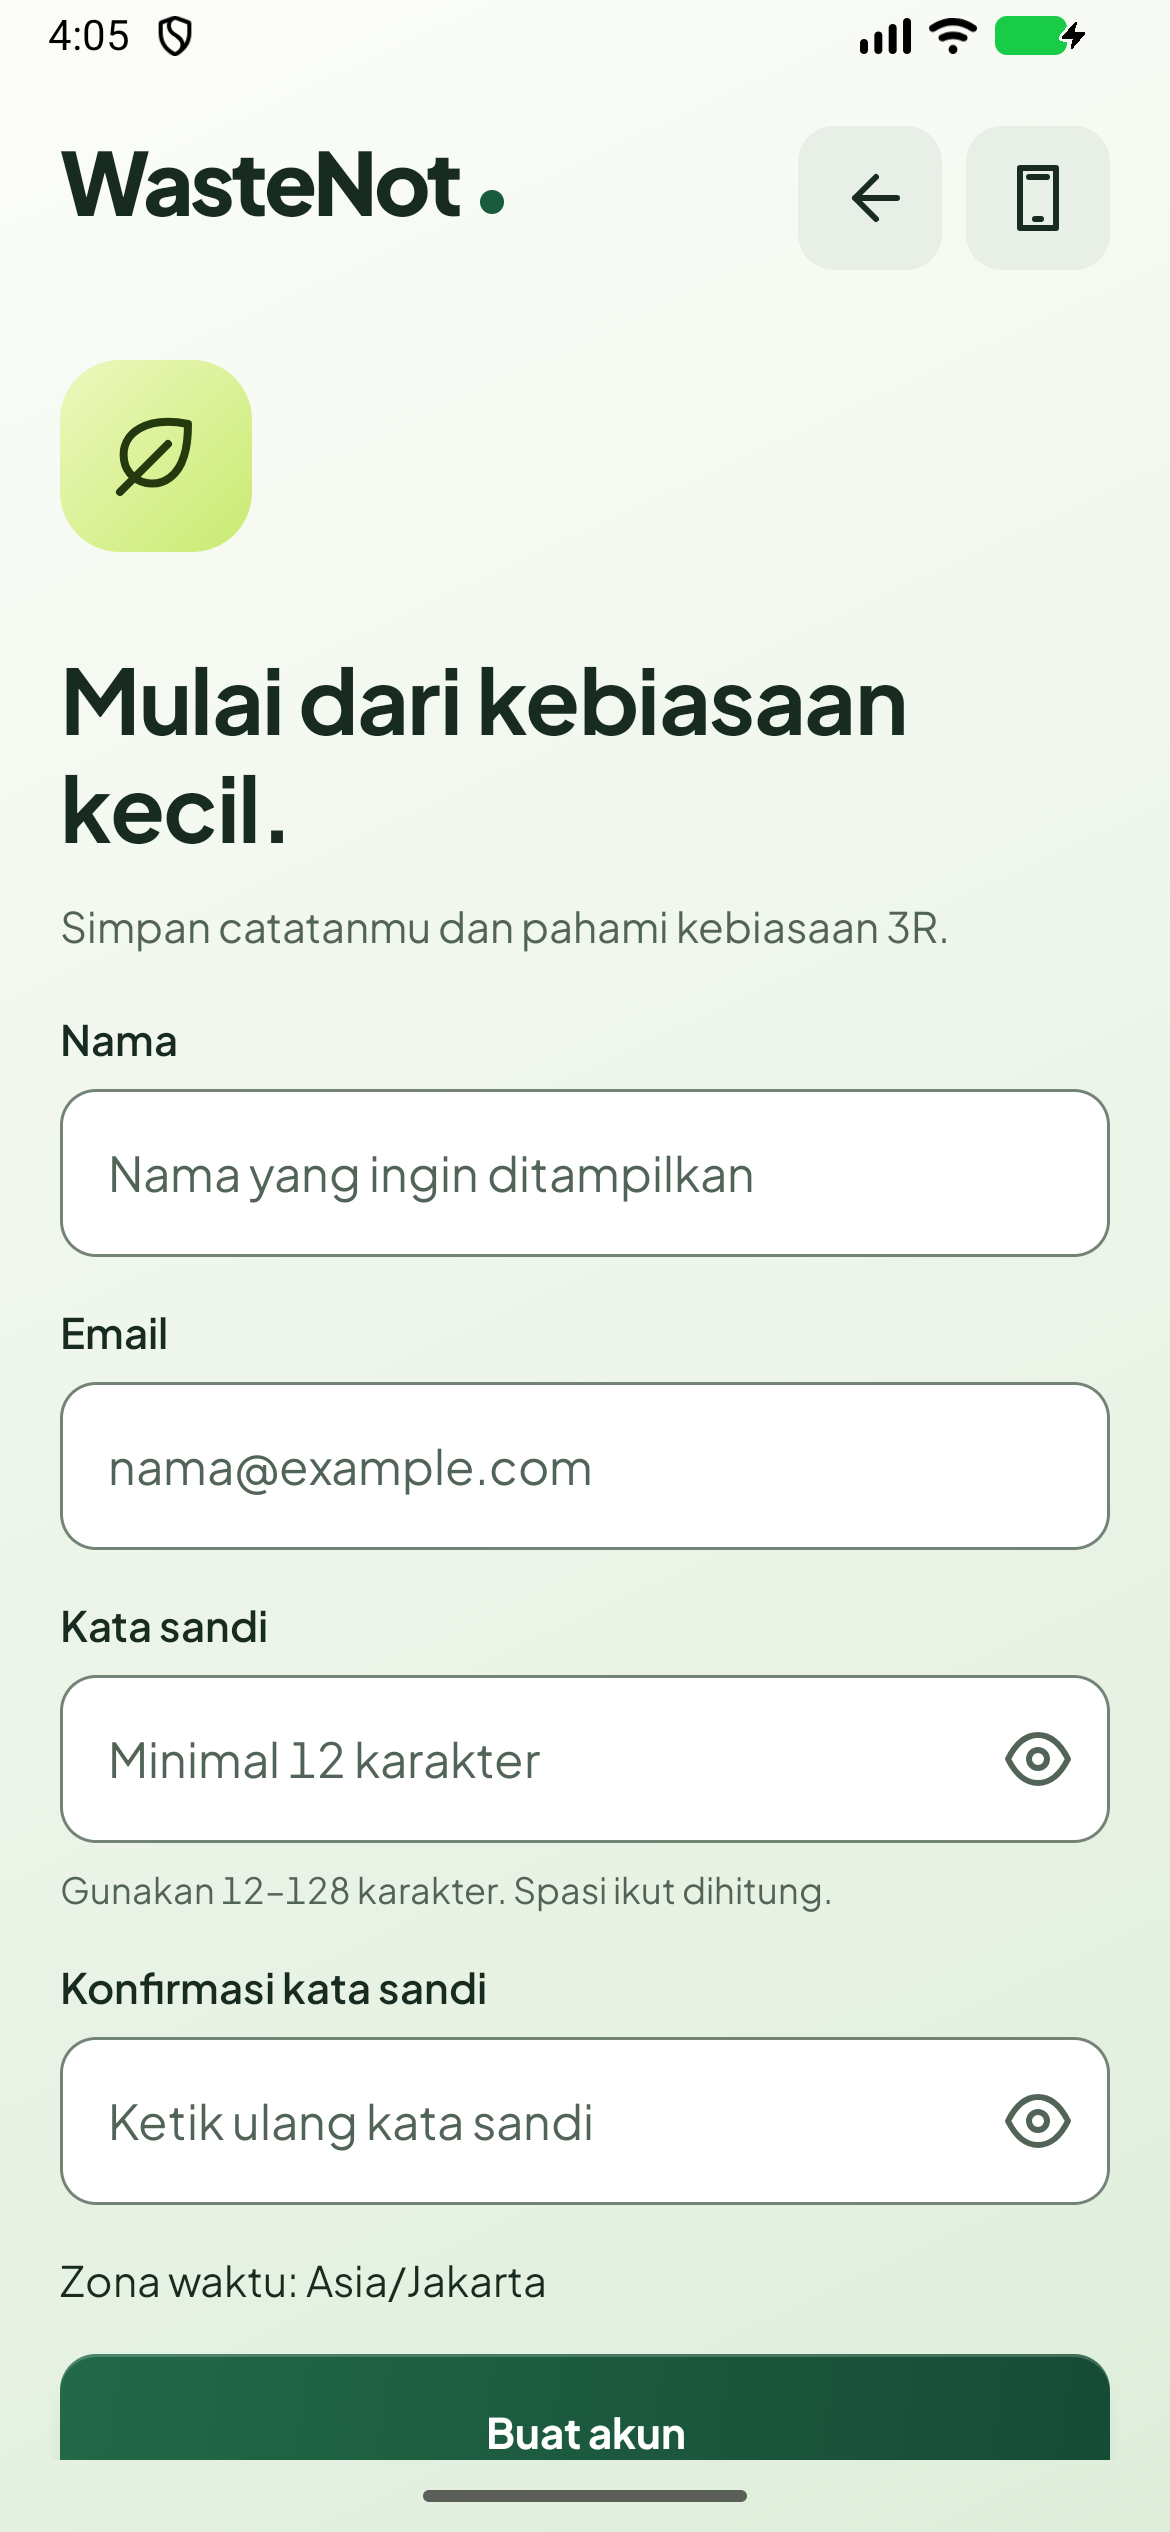 4:05
WasteNot.
Mulai dari kebiasaan
kecil.
Simpan catatanmu dan pahami kebiasaan 3R.
Nama
Nama yang ingin ditampilkan
Email
nama@example.com
Kata sandi
Minimal 12 karakter
Gunakan 12–128 karakter. Spasi ikut dihitung.
Konfirmasi kata sandi
Ketik ulang kata sandi
Zona waktu: Asia/Jakarta
Buat akun